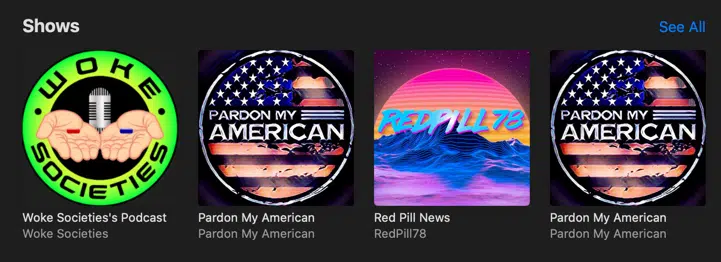 Shows
See All
WOKE
SOCIETIES
PARDON MY
AMERICAN
REDPILL78
PARDON MY
AMERICAN
Woke Societies's Podcast
Pardon My American
Red Pill News
Pardon My American
Woke Societies
Pardon My American
RedPill78
Pardon My American